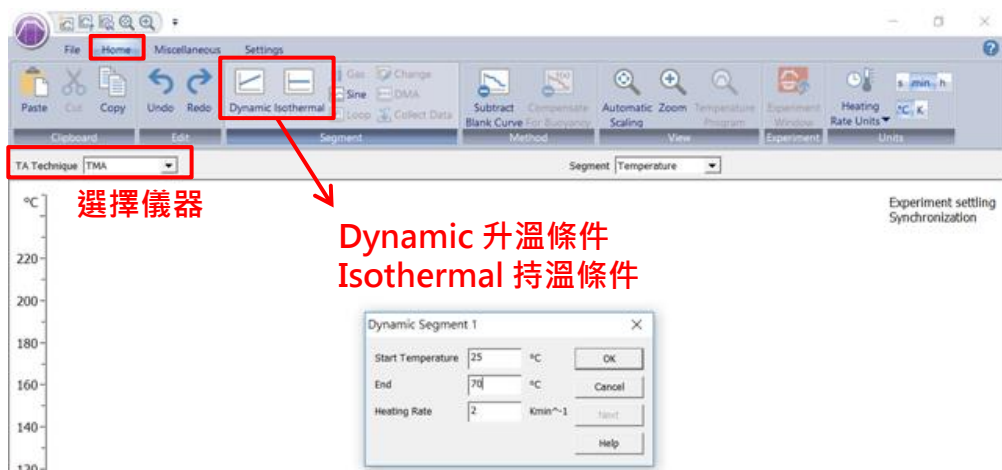 File Home Miscellaneous Settings
Gas Change
Paste Cut Copy Undo Redo Dynamic Isothermal Sine DMA Subtract Compensate Automatic Zoom Temperature Experiment Heating s min h
Loop Collect Data Blank Curve For Buoyancy Scaling Program Window Rate Units °C K
Clipboard Edit Segment Method View Experiment Units
TA Technique TMA Segment Temperature
°C 選擇儀器 Experiment settling
Synchronization
Dynamic 升溫條件
Isothermal 持溫條件
220
200
180
160
140
120
Dynamic Segment 1
Start Temperature 25 °C OK
End 70 °C Cancel
Heating Rate 2 Kmin^-1 Next
Help